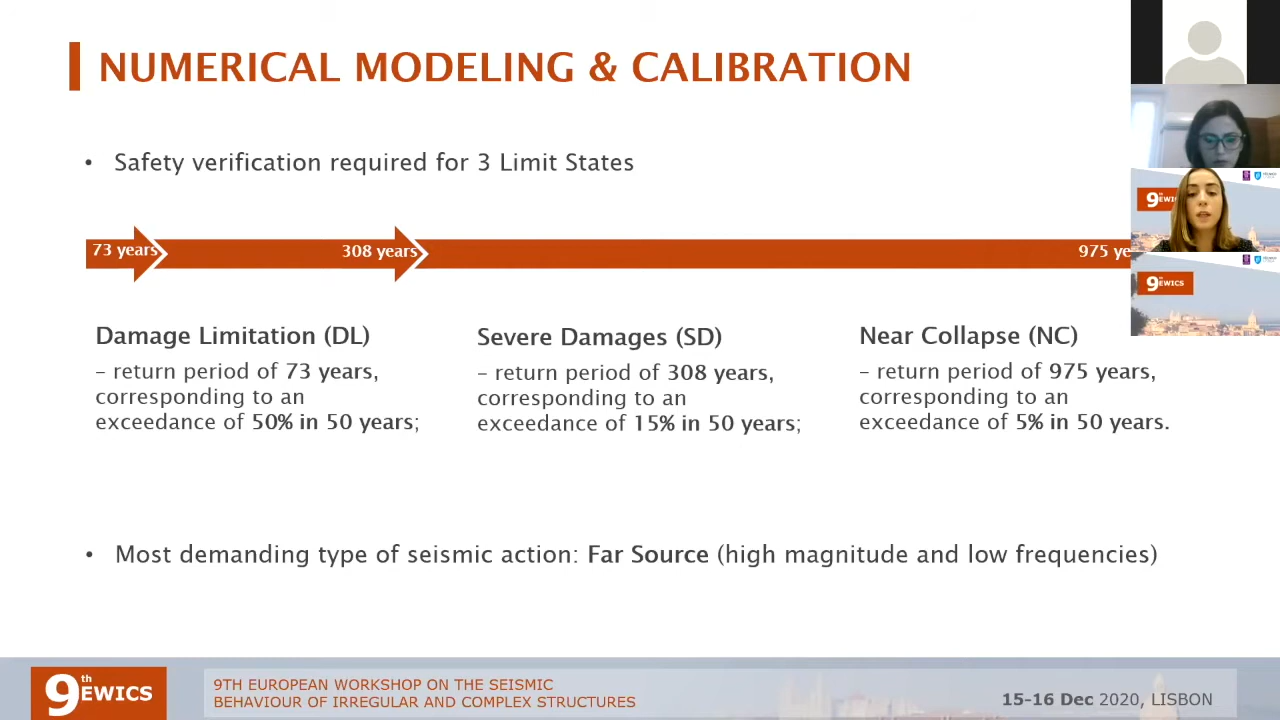 NUMERICAL MODELING & CALIBRATION
• Safety verification required for 3 Limit States
73 years
308 years
975 ye
Damage Limitation (DL)
– return period of 73 years,
corresponding to an
exceedance of 50% in 50 years;
Severe Damages (SD)
– return period of 308 years,
corresponding to an
exceedance of 15% in 50 years;
Near Collapse (NC)
– return period of 975 years,
corresponding to an
exceedance of 5% in 50 years.
• Most demanding type of seismic action: Far Source (high magnitude and low frequencies)
9th EWICS
9TH EUROPEAN WORKSHOP ON THE SEISMIC
BEHAVIOUR OF IRREGULAR AND COMPLEX STRUCTURES
15-16 Dec 2020, LISBON
9th EWICS